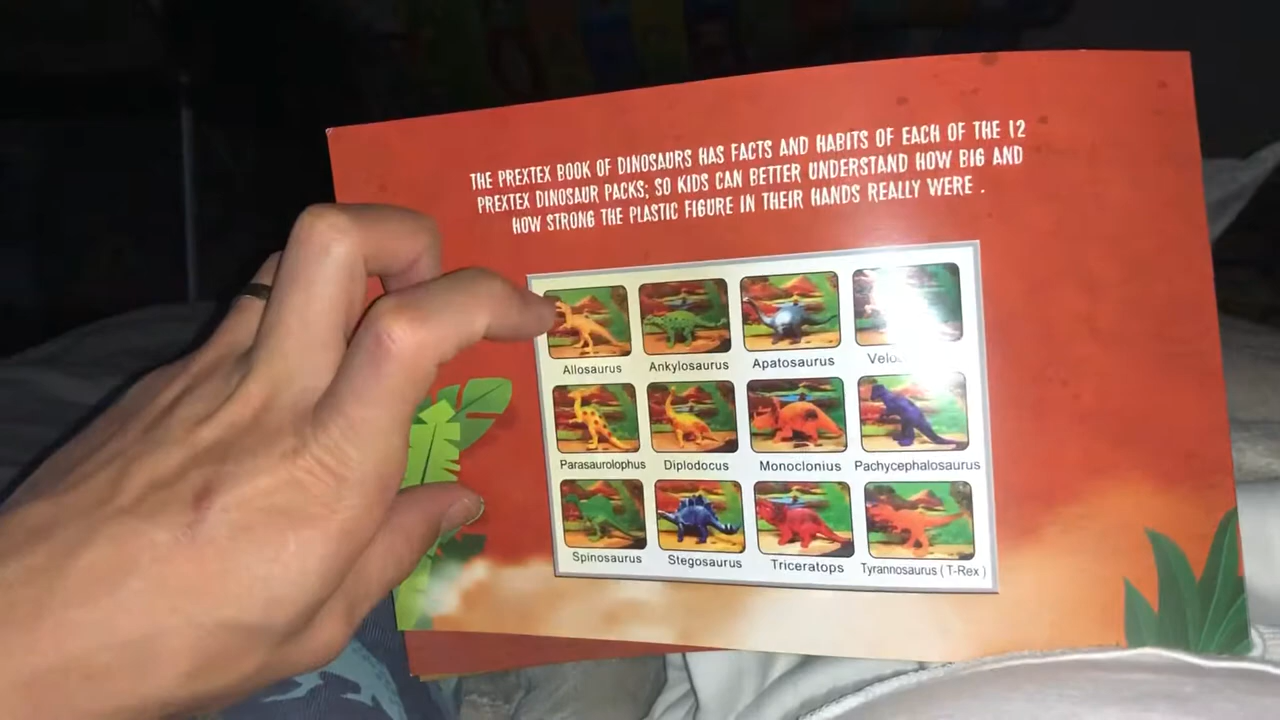 THE PREXTEX BOOK OF DINOSAURS HAS FACTS AND HABITS OF EACH OF THE 12
PREXTEX DINOSAUR PACKS; SO KIDS CAN BETTER UNDERSTAND HOW BIG AND
HOW STRONG THE PLASTIC FIGURE IN THEIR HANDS REALLY WERE .
Allosaurus Ankylosaurus Apatosaurus
Parasaurolophus Diplodocus Monoclonius Pachycephalosaurus
Spinosaurus Stegosaurus Triceratops Tyrannosaurus ( T-Rex )